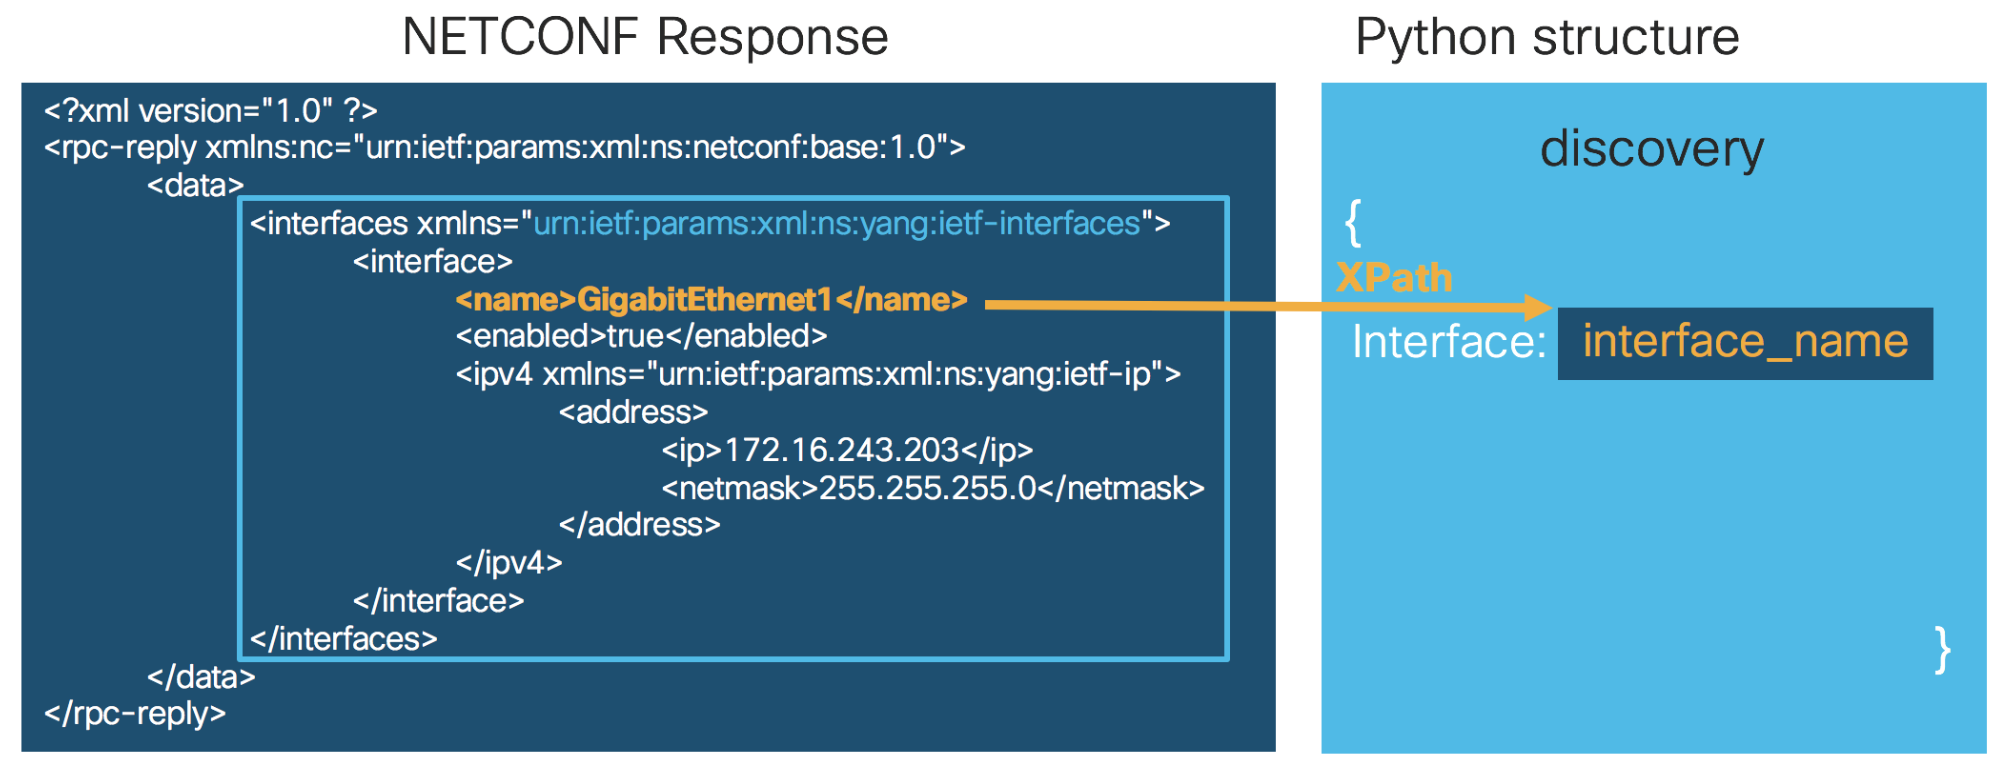 NETCONF Response
<?xml version="1.0" ?>
<rpc-reply xmlns:nc="urn:ietf:params:xml:ns:netconf:base:1.0">
<data>
<interfaces xmlns="urn:ietf:params:xml:ns:yang:ietf-interfaces">
<interface>
<name>GigabitEthernet1</name>
<enabled>true</enabled>
<ipv4 xmlns="urn:ietf:params:xml:ns:yang:ietf-ip">
<address>
<ip>172.16.243.203</ip>
<netmask>255.255.255.0</netmask>
</address>
</ipv4>
</interface>
</interfaces>
</data>
</rpc-reply>
Python structure
discovery
{
XPath
Interface: interface_name
}